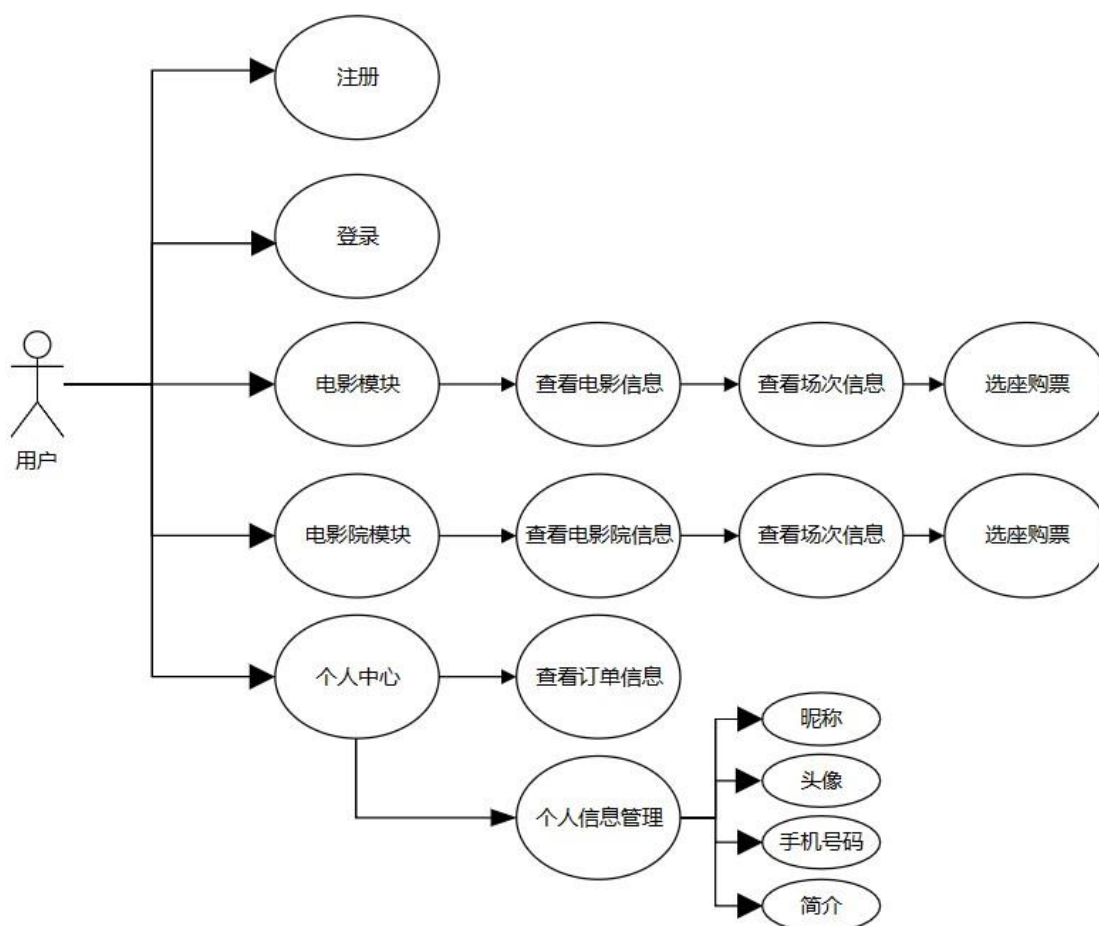 注册
登录
用户
电影模块
查看电影信息
查看场次信息
选座购票
电影院模块
查看电影院信息
查看场次信息
选座购票
个人中心
查看订单信息
个人信息管理
昵称
头像
手机号码
简介